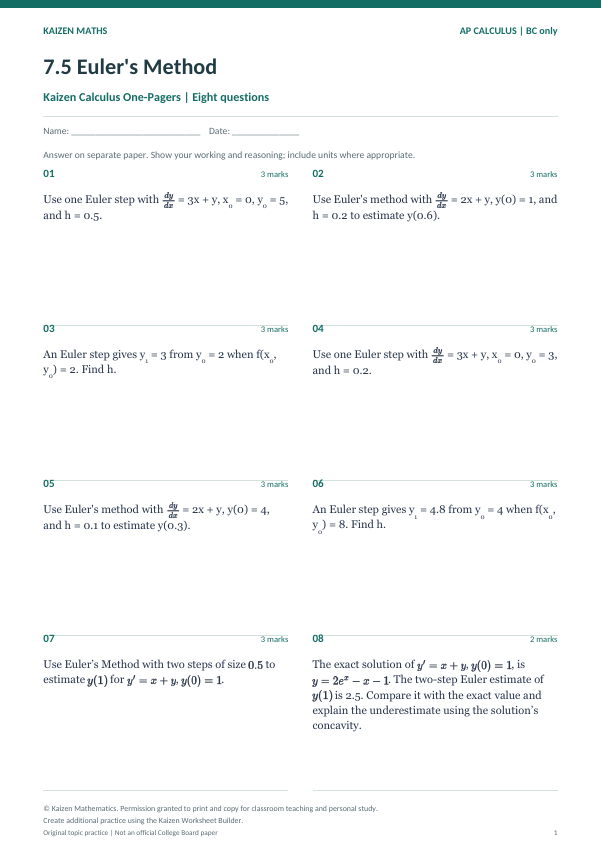 KAIZEN MATHS
AP CALCULUS | BC only
7.5 Euler's Method
Kaizen Calculus One-Pagers | Eight questions
Name: ____________________________ Date: ______________
Answer on separate paper. Show your working and reasoning; include units where appropriate.
01 3 marks
Use one Euler step with dy/dx = 3x + y, x₀ = 0, y₀ = 5,
and h = 0.5.
02 3 marks
Use Euler's method with dy/dx = 2x + y, y(0) = 1, and
h = 0.2 to estimate y(0.6).
03 3 marks
An Euler step gives y₁ = 3 from y₀ = 2 when f(x₀,
y₀) = 2. Find h.
04 3 marks
Use one Euler step with dy/dx = 3x + y, x₀ = 0, y₀ = 3,
and h = 0.2.
05 3 marks
Use Euler's method with dy/dx = 2x + y, y(0) = 4,
and h = 0.1 to estimate y(0.3).
06 3 marks
An Euler step gives y₁ = 4.8 from y₀ = 4 when f(x₀,
y₀) = 8. Find h.
07 3 marks
Use Euler's Method with two steps of size 0.5 to
estimate y(1) for y′ = x + y, y(0) = 1.
08 2 marks
The exact solution of y′ = x + y, y(0) = 1, is
y = 2eˣ − x − 1. The two-step Euler estimate of
y(1) is 2.5. Compare it with the exact value and
explain the underestimate using the solution's
concavity.
© Kaizen Mathematics. Permission granted to print and copy for classroom teaching and personal study.
Create additional practice using the Kaizen Worksheet Builder.
Original topic practice | Not an official College Board paper
1